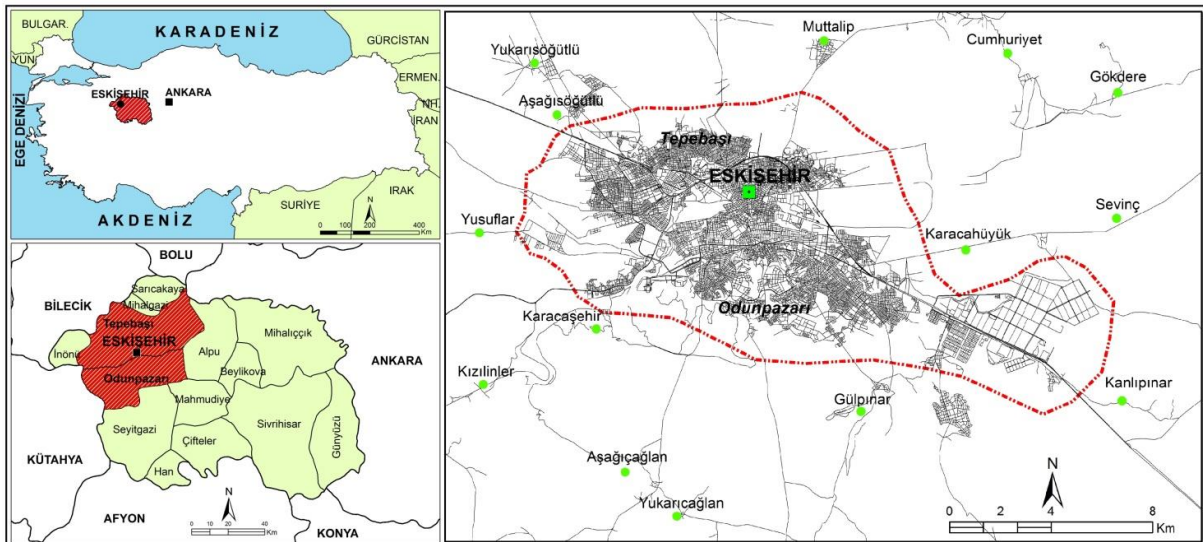 BULGAR.
KARADENİZ
GÜRCİSTAN
YUN.
ERMEN.
ESKİŞEHİR
ANKARA
NH.
İRAN
EGE DENİZİ
IRAK
SURİYE
AKDENİZ
N
0 200 400
Km
BOLU
Sarıcakaya
Mihalgazi
BİLECİK
Tepebaşı
Mihalıççık
ESKİŞEHİR
İnönü
Alpu
ANKARA
Beylikova
Odunpazarı
Mahmudiye
Seyitgazi
Sivrihisar
Günyüzü
Çifteler
KÜTAHYA
Han
N
AFYON
0 20 40
Km
KONYA
Muttalip
Cumhuriyet
Yukarısöğütlü
Gökdere
Aşağısöğütlü
Tepebaşı
ESKİŞEHİR
Sevinç
Yusuflar
Karacahüyük
Odunpazarı
Karacaşehir
Kızılinler
Kanlıpınar
Gülpınar
Aşağıçağlan
N
Yukarıcağlan
0 2 4 8
Km